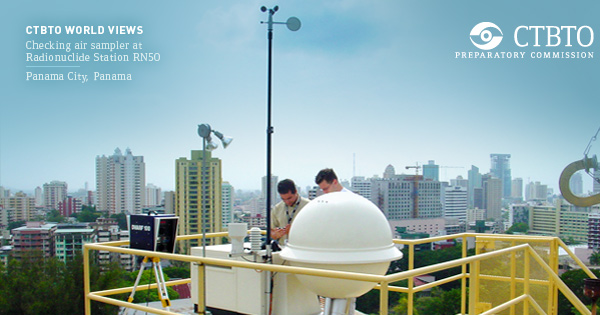 CTBTO WORLD VIEWS
Checking air sampler at
Radionuclide Station RN50
Panama City, Panama
CTBTO
PREPARATORY COMMISSION